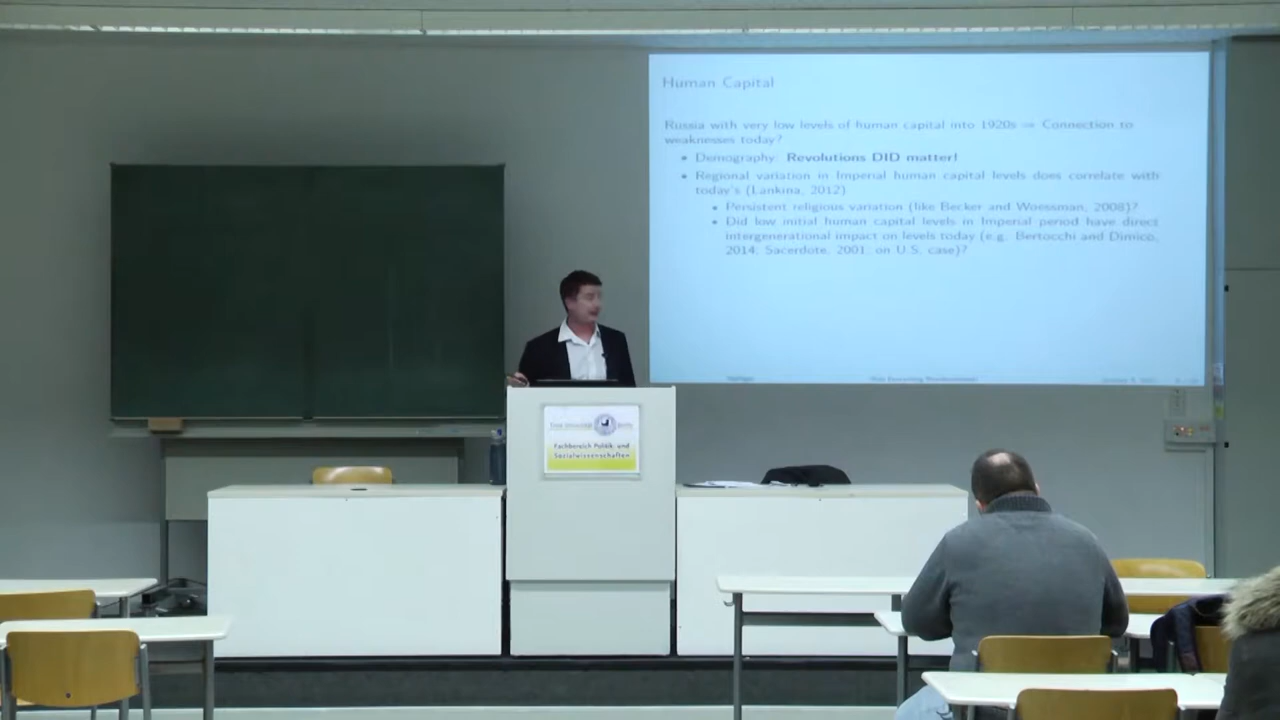 Human Capital
Russia with very low levels of human capital into 1920s ⇒ Connection to
weaknesses today?
• Demography: Revolutions DID matter!
• Regional variation in Imperial human capital levels does correlate with
today's (Lankina, 2012)
• Persistent religious variation (like Becker and Woessman, 2008)?
• Did low initial human capital levels in Imperial period have direct
intergenerational impact on levels today (e.g. Bertocchi and Dimico,
2014; Sacerdote, 2001, on U.S. case)?
Fachbereich Politik- und
Sozialwissenschaften